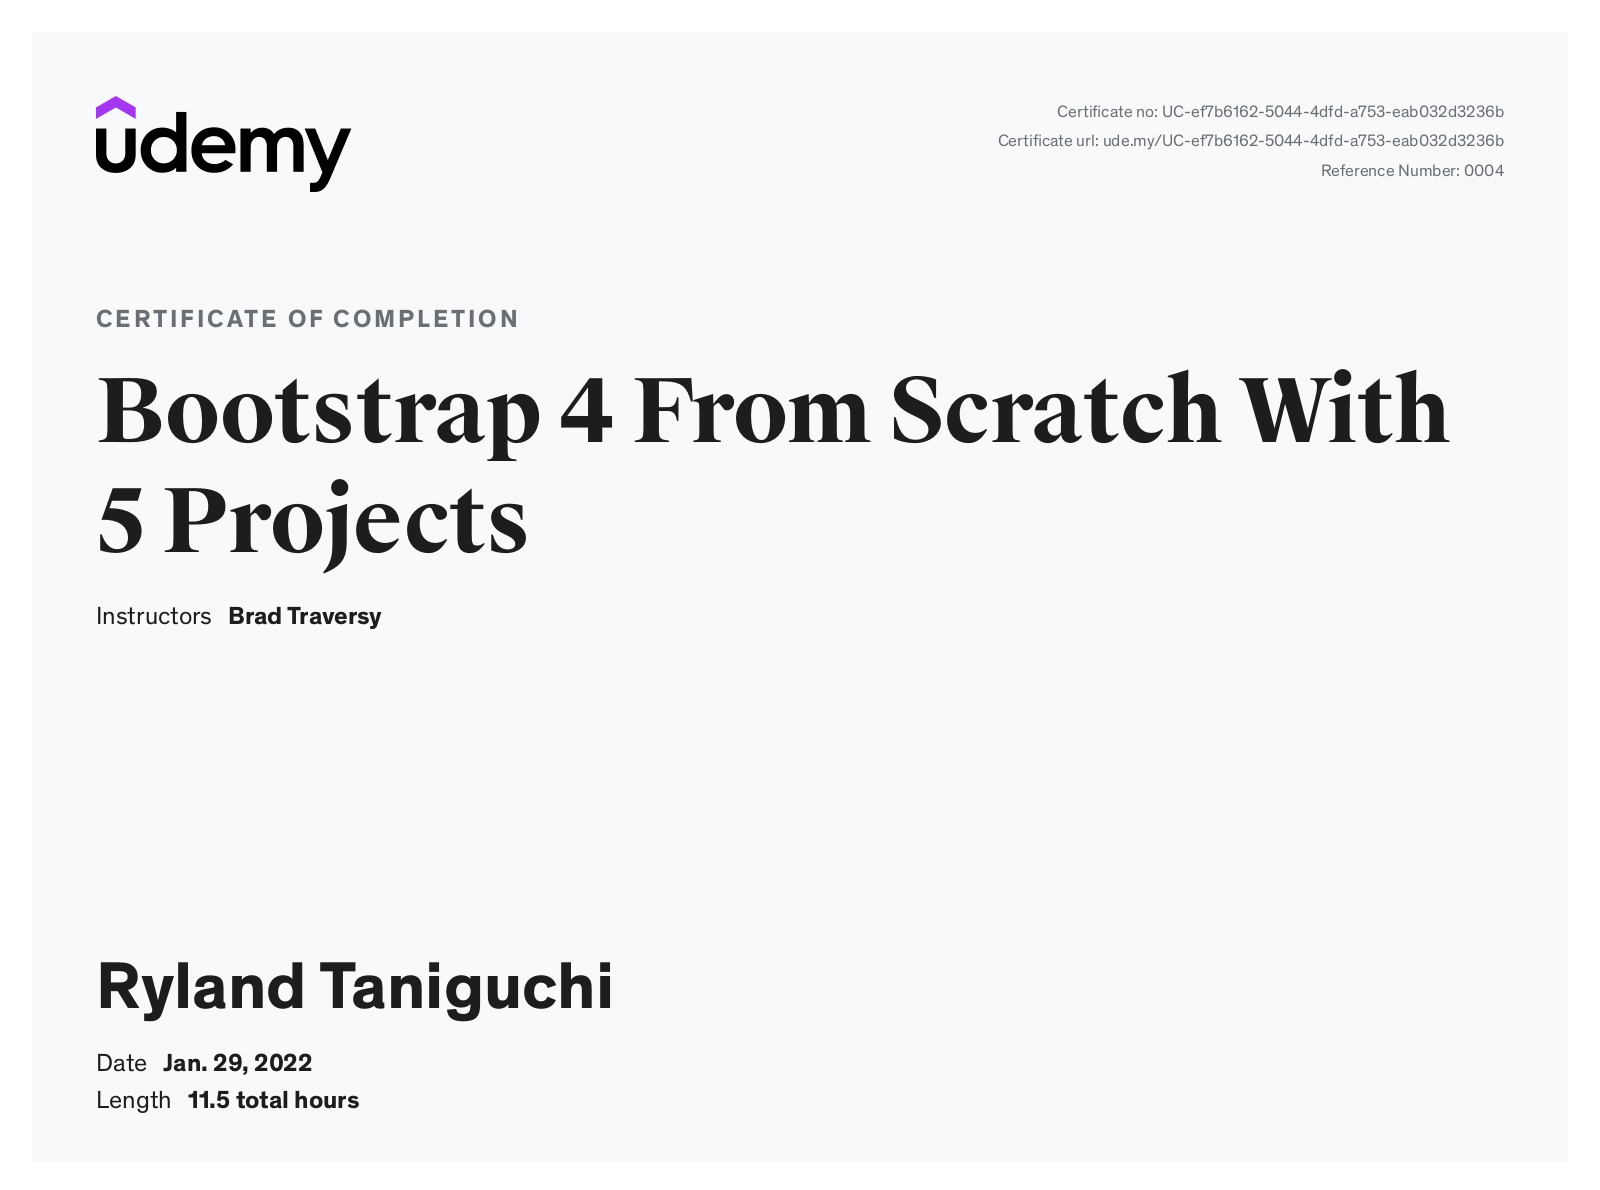 udemy
Certificate no: UC-ef7b6162-5044-4dfd-a753-eab032d3236b
Certificate url: ude.my/UC-ef7b6162-5044-4dfd-a753-eab032d3236b
Reference Number: 0004
CERTIFICATE OF COMPLETION
Bootstrap 4 From Scratch With
5 Projects
Instructors Brad Traversy
Ryland Taniguchi
Date Jan. 29, 2022
Length 11.5 total hours